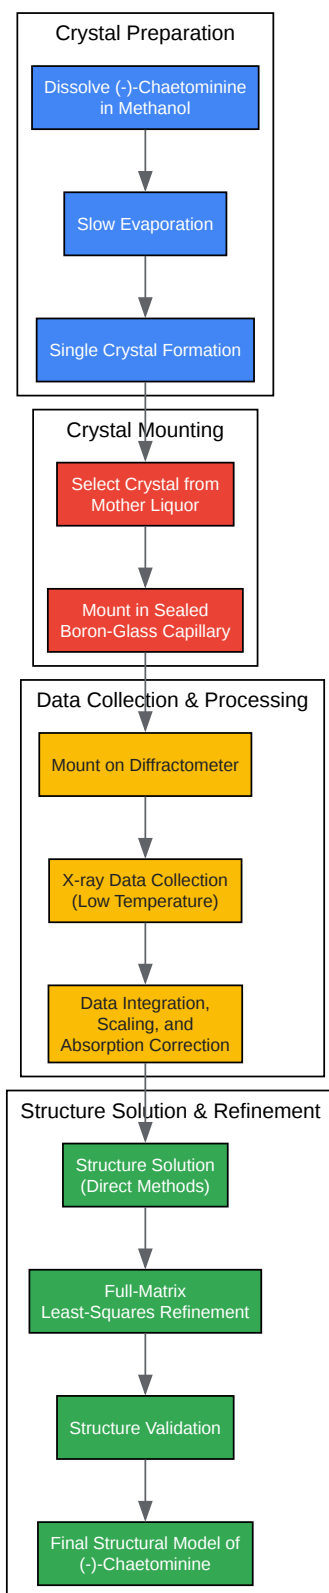 Crystal Preparation
Dissolve (-)-Chaetominine
in Methanol
Slow Evaporation
Single Crystal Formation
Crystal Mounting
Select Crystal from
Mother Liquor
Mount in Sealed
Boron-Glass Capillary
Data Collection & Processing
Mount on Diffractometer
X-ray Data Collection
(Low Temperature)
Data Integration,
Scaling, and
Absorption Correction
Structure Solution & Refinement
Structure Solution
(Direct Methods)
Full-Matrix
Least-Squares Refinement
Structure Validation
Final Structural Model of
(-)-Chaetominine